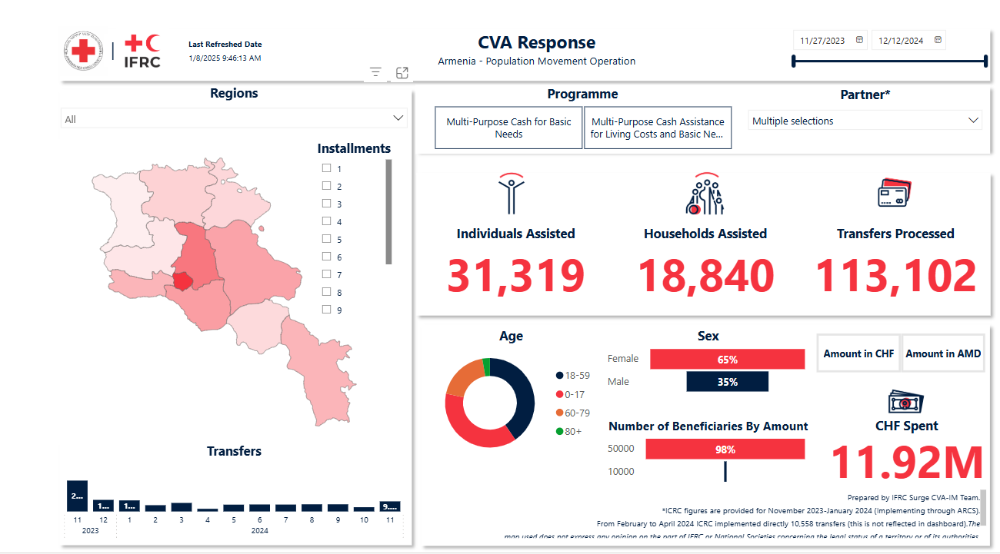 IFRC
Last Refreshed Date
1/8/2025 9:46:13 AM
CVA Response
Armenia - Population Movement Operation
11/27/2023
12/12/2024
Regions
All
Installments
1
2
3
4
5
6
7
8
9
Transfers
2...
1...
1...
9....
11 12 1 2 3 4 5 6 7 8 9 10 11
2023 2024
Programme
Multi-Purpose Cash for Basic
Needs
Multi-Purpose Cash Assistance
for Living Costs and Basic Ne...
Partner*
Multiple selections
Individuals Assisted
31,319
Households Assisted
18,840
Transfers Processed
113,102
Age
18-59
0-17
60-79
80+
Sex
Female 65%
Male 35%
Number of Beneficiaries By Amount
50000 98%
10000
Amount in CHF
Amount in AMD
CHF Spent
11.92M
Prepared by IFRC Surge CVA-IM Team.
*ICRC figures are provided for November 2023-January 2024 (Implementing through ARCS).
From February to April 2024 ICRC implemented directly 10,558 transfers (this is not reflected in dashboard).The
map used does not express any opinion on the part of IFRC or National Societies concerning the legal status of a territory or of its authorities.